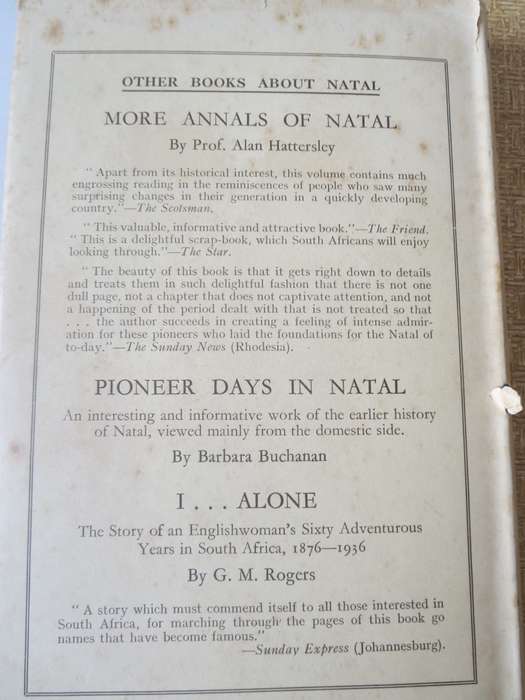 OTHER BOOKS ABOUT NATAL
MORE ANNALS OF NATAL
By Prof. Alan Hattersley
" Apart from its historical interest, this volume contains much
engrossing reading in the reminiscences of people who saw many
surprising changes in their generation in a quickly developing
country."—The Scotsman.
" This valuable, informative and attractive book."—The Friend.
" This is a delightful scrap-book, which South Africans will enjoy
looking through."—The Star.
" The beauty of this book is that it gets right down to details
and treats them in such delightful fashion that there is not one
dull page, not a chapter that does not captivate attention, and not
a happening of the period dealt with that is not treated so that
. . . the author succeeds in creating a feeling of intense admir-
ation for these pioneers who laid the foundations for the Natal of
to-day."—The Sunday News (Rhodesia).
PIONEER DAYS IN NATAL
An interesting and informative work of the earlier history
of Natal, viewed mainly from the domestic side.
By Barbara Buchanan
I . . . ALONE
The Story of an Englishwoman's Sixty Adventurous
Years in South Africa, 1876—1936
By G. M. Rogers
" A story which must commend itself to all those interested in
South Africa, for marching through the pages of this book go
names that have become famous."
—Sunday Express (Johannesburg).